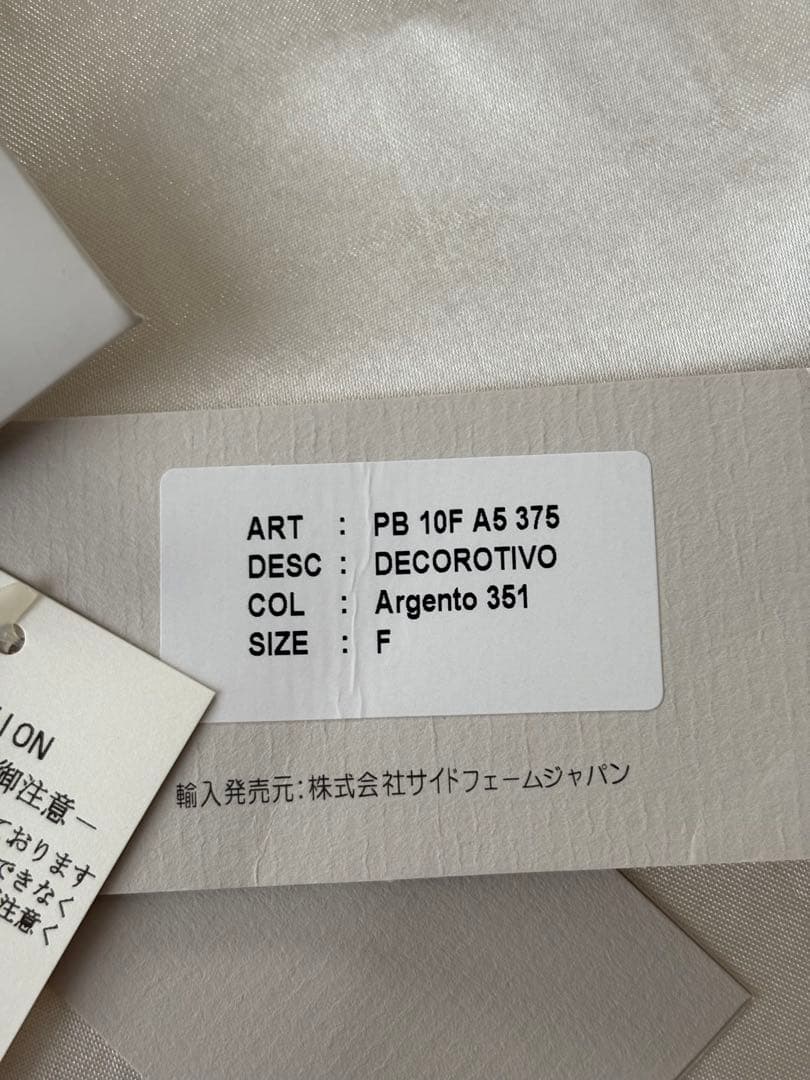 ART : PB 10F A5 375
DESC : DECOROTIVO
COL : Argento 351
SIZE : F
輸入発売元:株式会社サイドフェームジャパン
ION
御注意－
ております
できなく
注意く